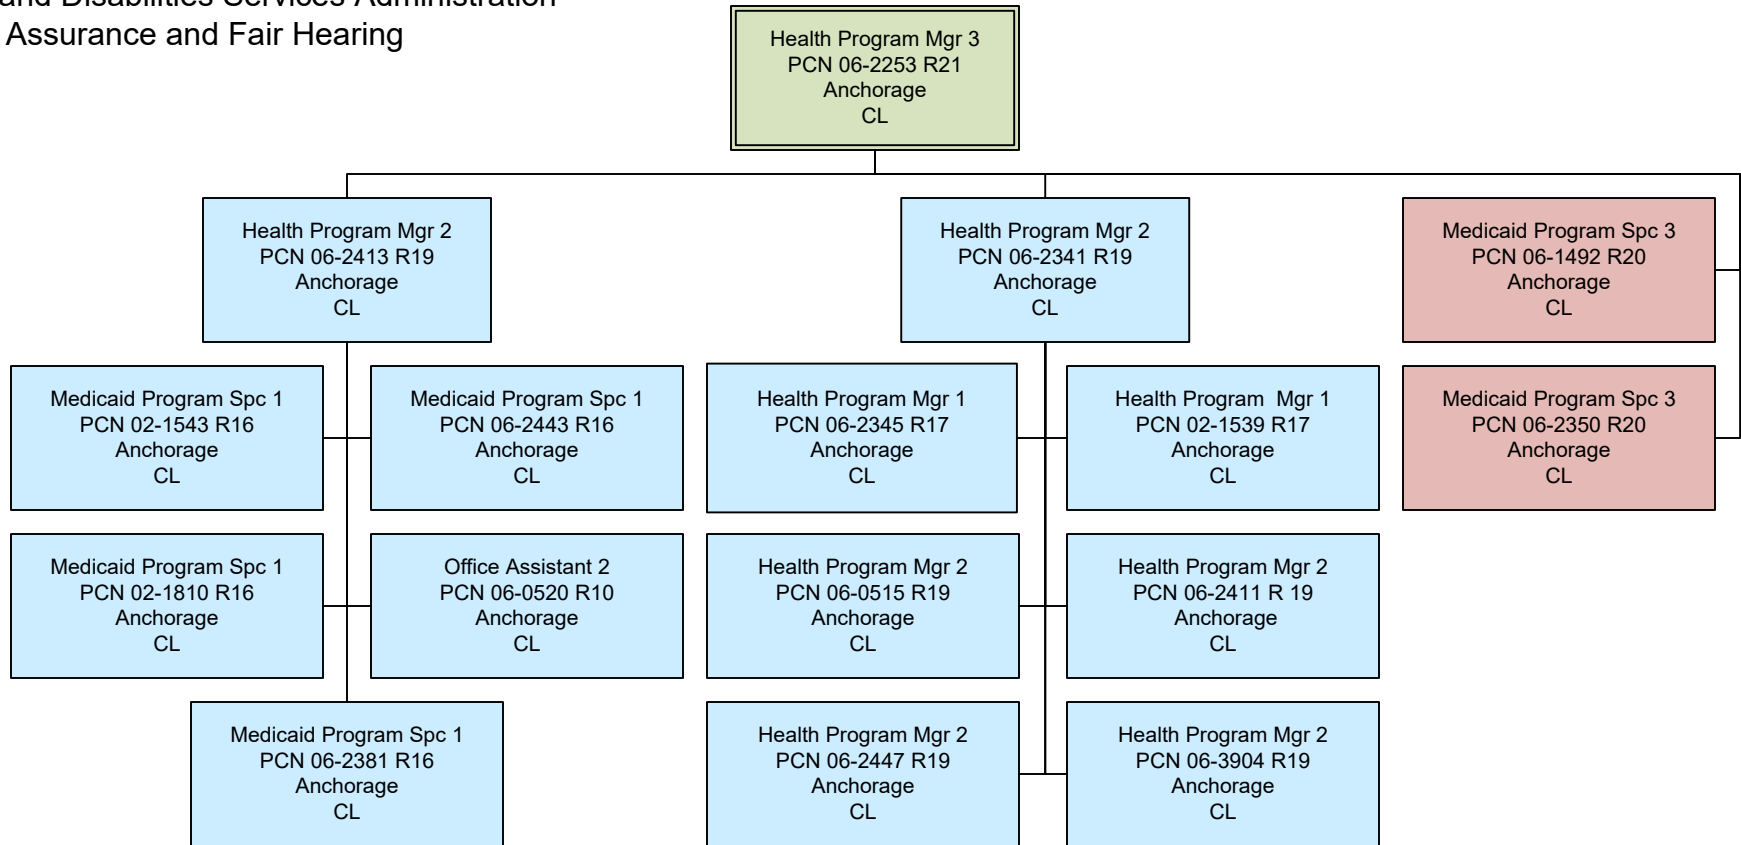 and Disabilities Services Administration
Assurance and Fair Hearing
Health Program Mgr 3
PCN 06-2253 R21
Anchorage
CL
Health Program Mgr 2
PCN 06-2413 R19
Anchorage
CL
Health Program Mgr 2
PCN 06-2341 R19
Anchorage
CL
Medicaid Program Spc 3
PCN 06-1492 R20
Anchorage
CL
Medicaid Program Spc 1
PCN 02-1543 R16
Anchorage
CL
Medicaid Program Spc 1
PCN 06-2443 R16
Anchorage
CL
Health Program Mgr 1
PCN 06-2345 R17
Anchorage
CL
Health Program  Mgr 1
PCN 02-1539 R17
Anchorage
CL
Medicaid Program Spc 3
PCN 06-2350 R20
Anchorage
CL
Medicaid Program Spc 1
PCN 02-1810 R16
Anchorage
CL
Office Assistant 2
PCN 06-0520 R10
Anchorage
CL
Health Program Mgr 2
PCN 06-0515 R19
Anchorage
CL
Health Program Mgr 2
PCN 06-2411 R 19
Anchorage
CL
Medicaid Program Spc 1
PCN 06-2381 R16
Anchorage
CL
Health Program Mgr 2
PCN 06-2447 R19
Anchorage
CL
Health Program Mgr 2
PCN 06-3904 R19
Anchorage
CL